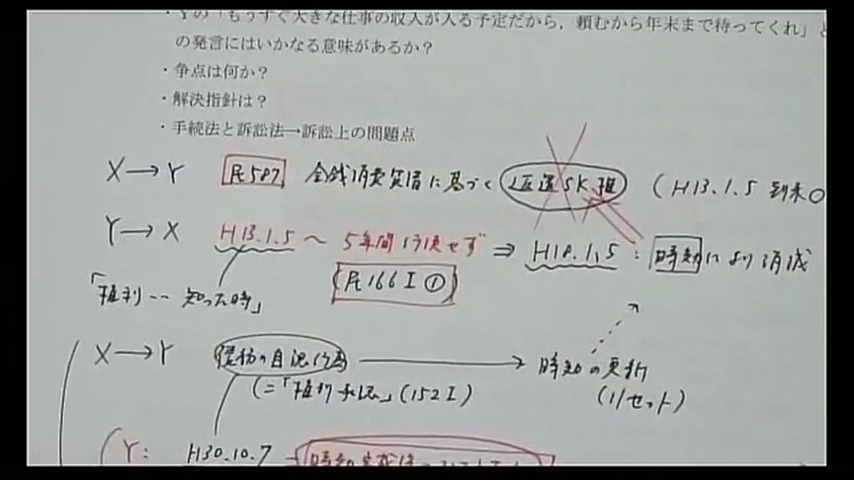 ・Yの「もうすぐ大きな仕事の収入が入る予定だから，頼むから年末まで待ってくれ」と
の発言にはいかなる意味があるか？
・争点は何か？
・解決指針は？
・手続法と訴訟法→訴訟上の問題点
X→Y 民587 金銭消費貸借に基づく 返還SK権 (H13.1.5 到来〇
Y→X H13.1.5～5年間行使せず ⇒ H18.1.5：時効により消滅
民166 I ①
「権利……知った時」
X→Y 債務の自認行為 → 時効の更新
(＝「権利承認」(152 I) (リセット)
Y: H30.10.7